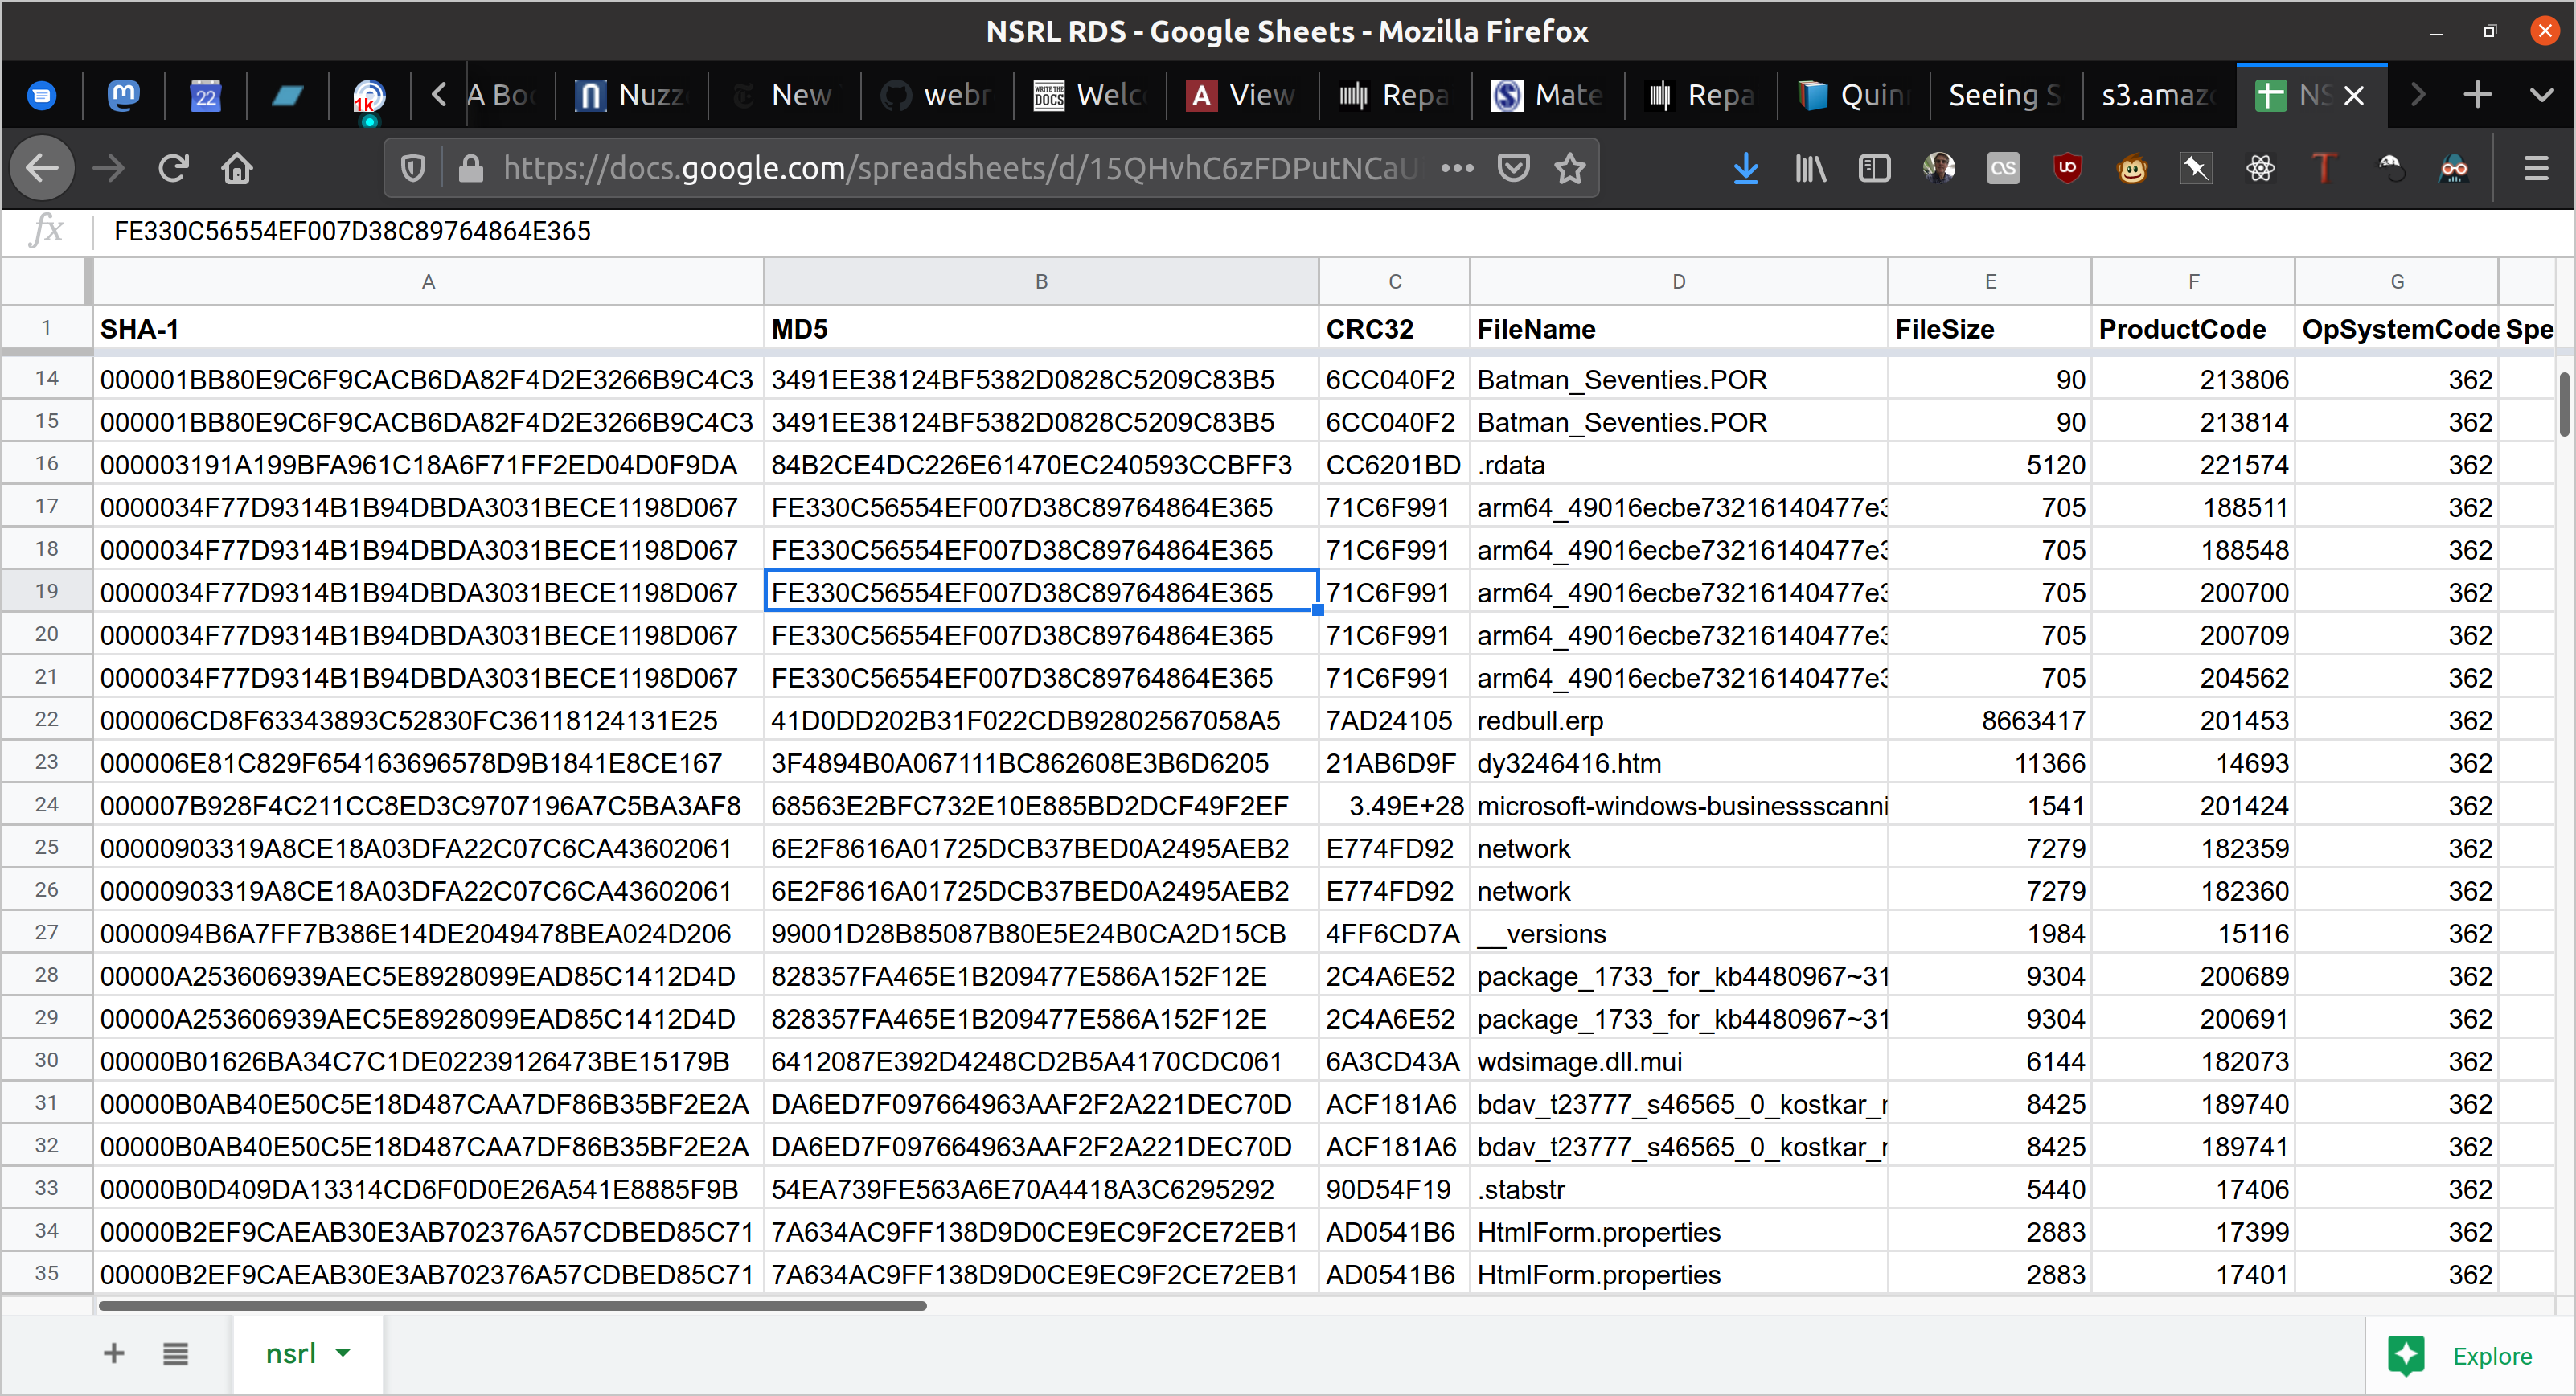 NSRL RDS - Google Sheets - Mozilla Firefox
22 1k A Boo Nuzz New webr WRITE THE DOCS Welc A View Repa Mate Repa Quin Seeing S s3.amaz NS
https://docs.google.com/spreadsheets/d/15QHvhC6zFDPutNCaU
fx FE330C56554EF007D38C89764864E365
A B C D E F G
1 SHA-1 MD5 CRC32 FileName FileSize ProductCode OpSystemCode Spe
14 000001BB80E9C6F9CACB6DA82F4D2E3266B9C4C3 3491EE38124BF5382D0828C5209C83B5 6CC040F2 Batman_Seventies.POR 90 213806 362
15 000001BB80E9C6F9CACB6DA82F4D2E3266B9C4C3 3491EE38124BF5382D0828C5209C83B5 6CC040F2 Batman_Seventies.POR 90 213814 362
16 000003191A199BFA961C18A6F71FF2ED04D0F9DA 84B2CE4DC226E61470EC240593CCBFF3 CC6201BD .rdata 5120 221574 362
17 0000034F77D9314B1B94DBDA3031BECE1198D067 FE330C56554EF007D38C89764864E365 71C6F991 arm64_49016ecbe73216140477e3 705 188511 362
18 0000034F77D9314B1B94DBDA3031BECE1198D067 FE330C56554EF007D38C89764864E365 71C6F991 arm64_49016ecbe73216140477e3 705 188548 362
19 0000034F77D9314B1B94DBDA3031BECE1198D067 FE330C56554EF007D38C89764864E365 71C6F991 arm64_49016ecbe73216140477e3 705 200700 362
20 0000034F77D9314B1B94DBDA3031BECE1198D067 FE330C56554EF007D38C89764864E365 71C6F991 arm64_49016ecbe73216140477e3 705 200709 362
21 0000034F77D9314B1B94DBDA3031BECE1198D067 FE330C56554EF007D38C89764864E365 71C6F991 arm64_49016ecbe73216140477e3 705 204562 362
22 000006CD8F63343893C52830FC36118124131E25 41D0DD202B31F022CDB92802567058A5 7AD24105 redbull.erp 8663417 201453 362
23 000006E81C829F654163696578D9B1841E8CE167 3F4894B0A067111BC862608E3B6D6205 21AB6D9F dy3246416.htm 11366 14693 362
24 000007B928F4C211CC8ED3C9707196A7C5BA3AF8 68563E2BFC732E10E885BD2DCF49F2EF 3.49E+28 microsoft-windows-businessscanni 1541 201424 362
25 00000903319A8CE18A03DFA22C07C6CA43602061 6E2F8616A01725DCB37BED0A2495AEB2 E774FD92 network 7279 182359 362
26 00000903319A8CE18A03DFA22C07C6CA43602061 6E2F8616A01725DCB37BED0A2495AEB2 E774FD92 network 7279 182360 362
27 0000094B6A7FF7B386E14DE2049478BEA024D206 99001D28B85087B80E5E24B0CA2D15CB 4FF6CD7A __versions 1984 15116 362
28 00000A253606939AEC5E8928099EAD85C1412D4D 828357FA465E1B209477E586A152F12E 2C4A6E52 package_1733_for_kb4480967~31 9304 200689 362
29 00000A253606939AEC5E8928099EAD85C1412D4D 828357FA465E1B209477E586A152F12E 2C4A6E52 package_1733_for_kb4480967~31 9304 200691 362
30 00000B01626BA34C7C1DE02239126473BE15179B 6412087E392D4248CD2B5A4170CDC061 6A3CD43A wdsimage.dll.mui 6144 182073 362
31 00000B0AB40E50C5E18D487CAA7DF86B35BF2E2A DA6ED7F097664963AAF2F2A221DEC70D ACF181A6 bdav_t23777_s46565_0_kostkar_r 8425 189740 362
32 00000B0AB40E50C5E18D487CAA7DF86B35BF2E2A DA6ED7F097664963AAF2F2A221DEC70D ACF181A6 bdav_t23777_s46565_0_kostkar_r 8425 189741 362
33 00000B0D409DA13314CD6F0D0E26A541E8885F9B 54EA739FE563A6E70A4418A3C6295292 90D54F19 .stabstr 5440 17406 362
34 00000B2EF9CAEAB30E3AB702376A57CDBED85C71 7A634AC9FF138D9D0CE9EC9F2CE72EB1 AD0541B6 HtmlForm.properties 2883 17399 362
35 00000B2EF9CAEAB30E3AB702376A57CDBED85C71 7A634AC9FF138D9D0CE9EC9F2CE72EB1 AD0541B6 HtmlForm.properties 2883 17401 362
nsrl Explore